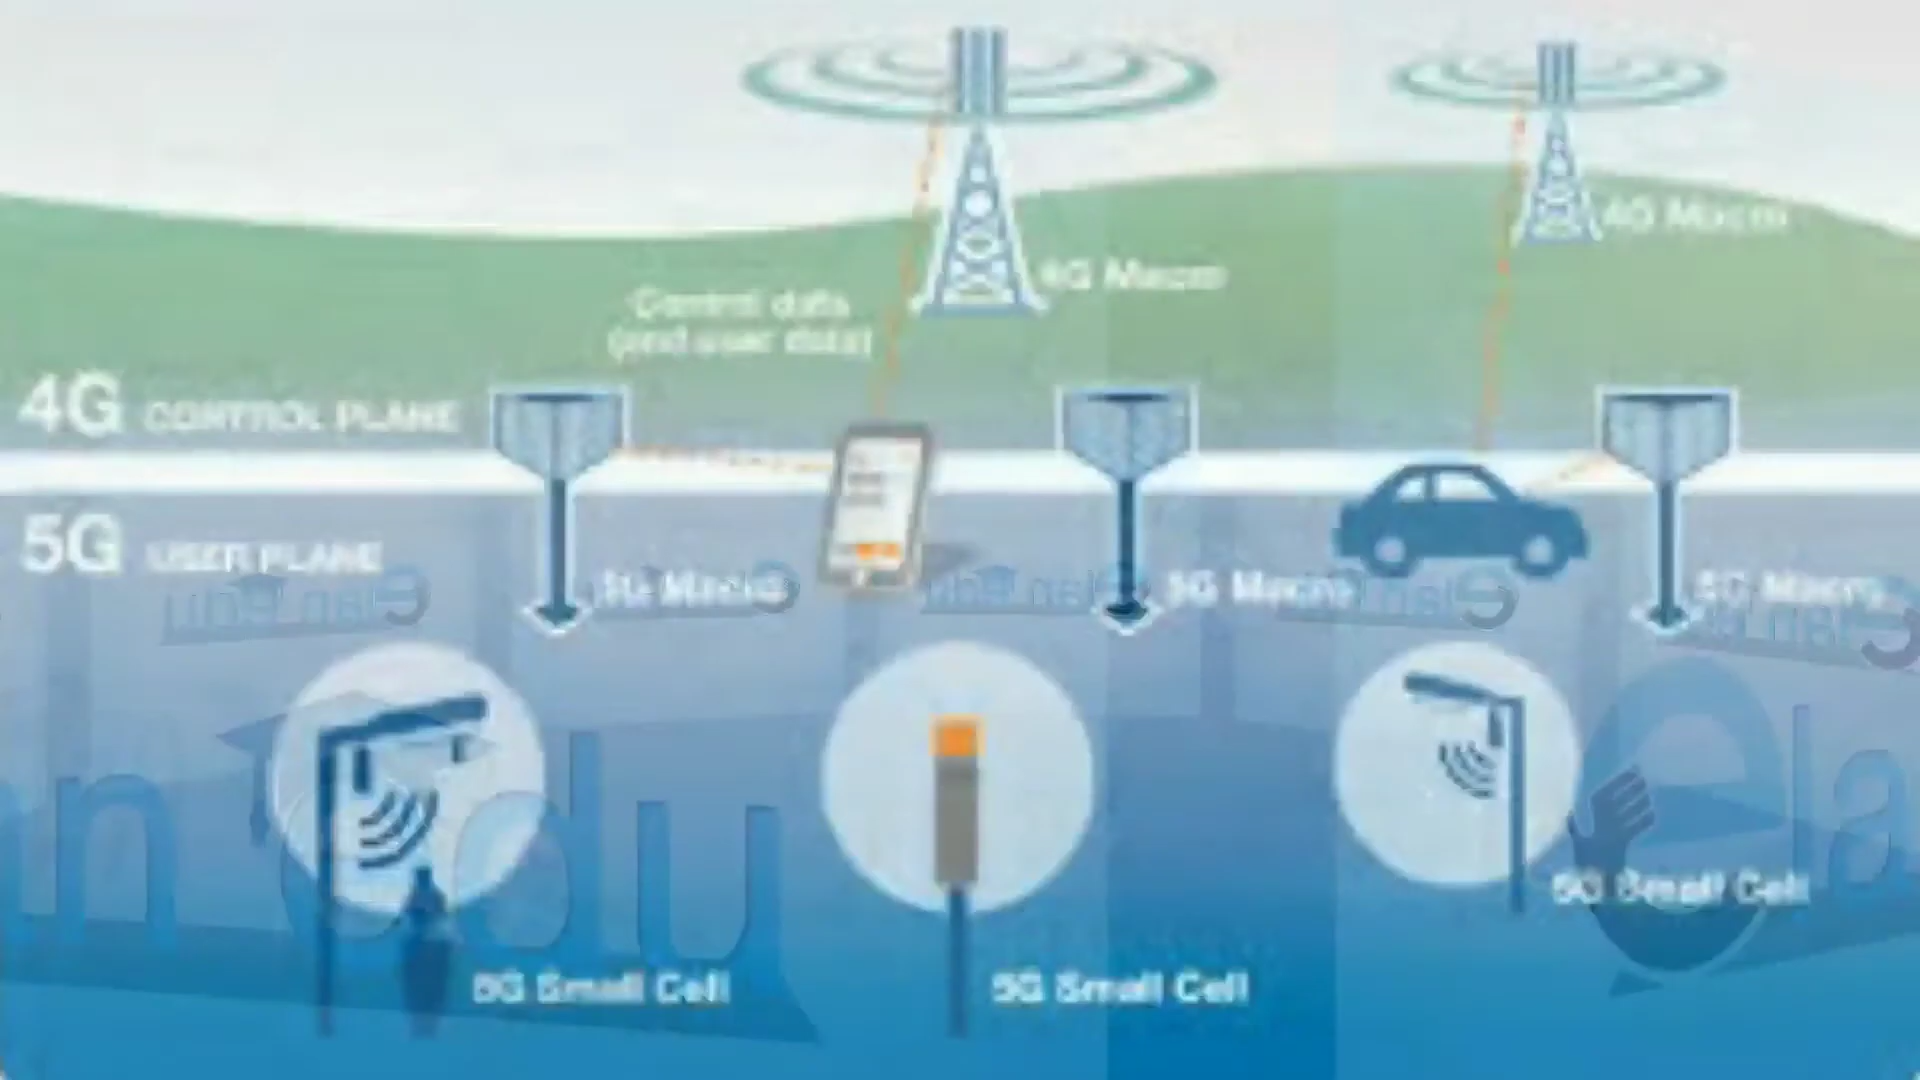 4G Macro
4G Macro
Control data
(and user data)
4G CONTROL PLANE
5G USER PLANE
5G Macro
5G Macro
5G Macro
5G Small Cell
5G Small Cell
5G Small Cell